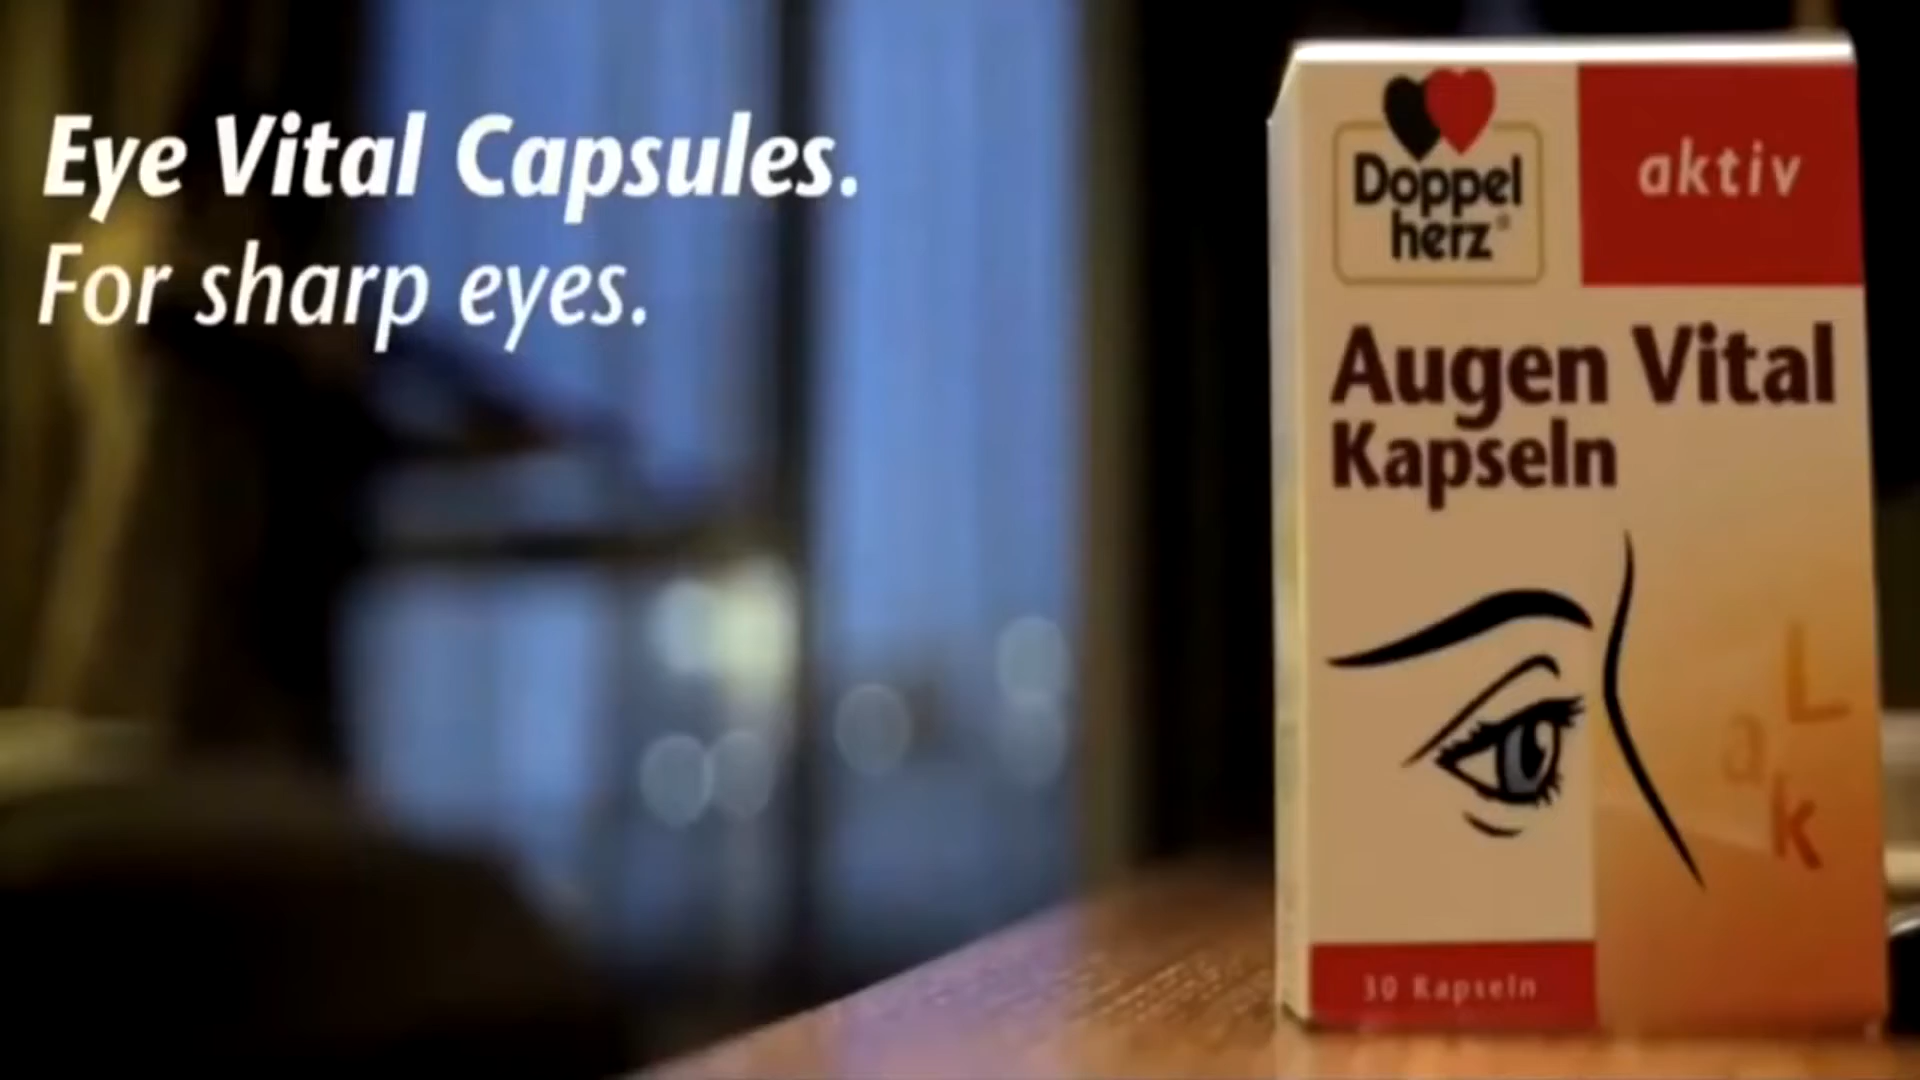 Eye Vital Capsules.
For sharp eyes.
Doppel
herz®
aktiv
Augen Vital
Kapseln
L
a
k
30 Kapseln